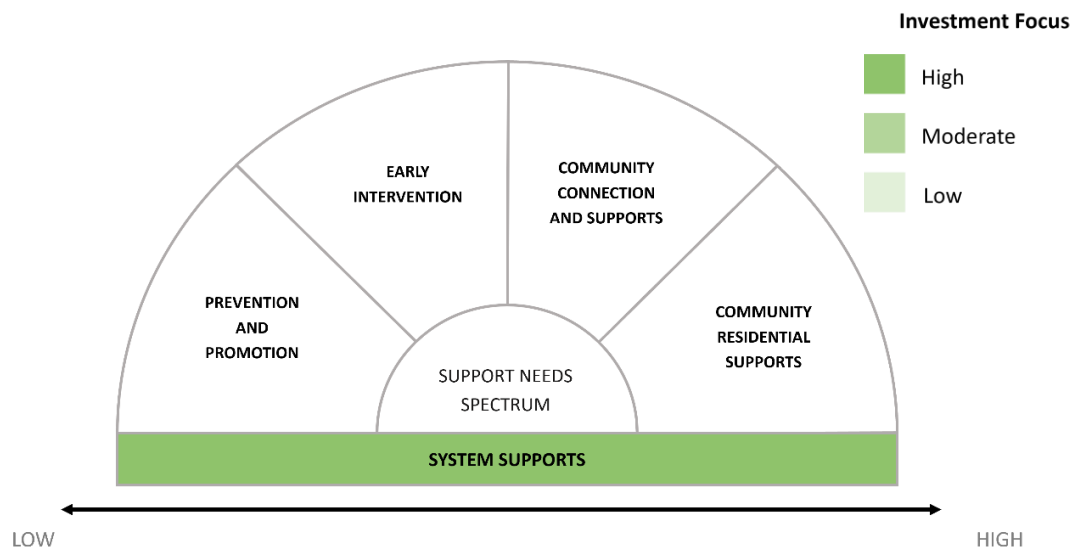 Investment Focus
High
Moderate
Low
EARLY
INTERVENTION
COMMUNITY
CONNECTION
AND SUPPORTS
PREVENTION
AND
PROMOTION
COMMUNITY
RESIDENTIAL
SUPPORTS
SUPPORT NEEDS
SPECTRUM
SYSTEM SUPPORTS
LOW
HIGH